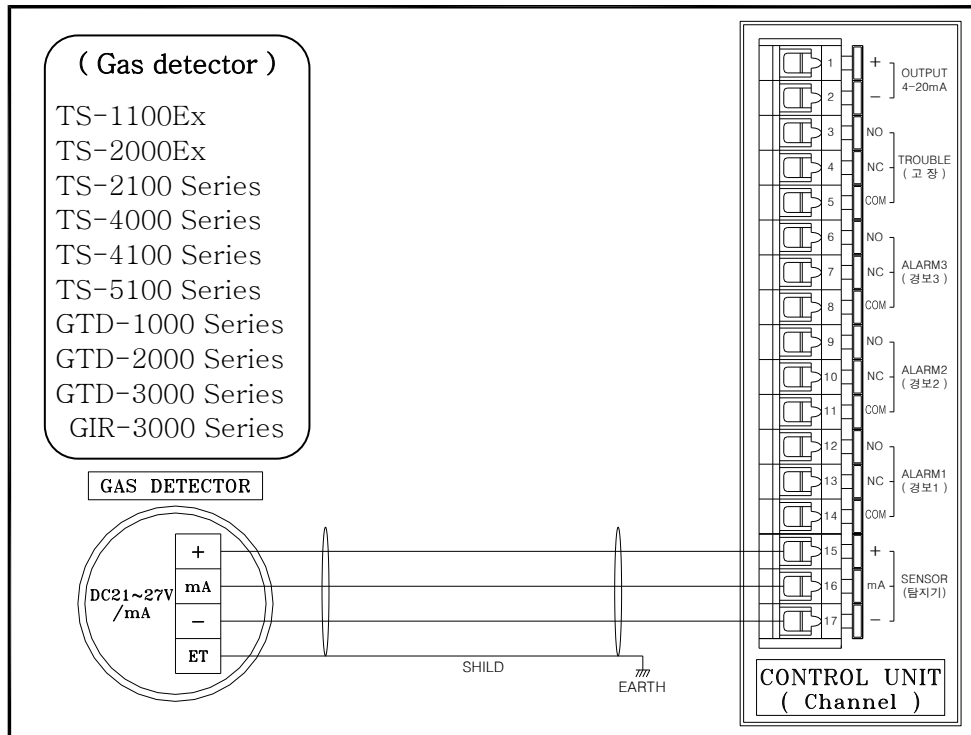 ( Gas detector )
TS-1100Ex
TS-2000Ex
TS-2100 Series
TS-4000 Series
TS-4100 Series
TS-5100 Series
GTD-1000 Series
GTD-2000 Series
GTD-3000 Series
GIR-3000 Series
GAS DETECTOR
DC21~27V
/mA
+
mA
−
ET
SHILD
EARTH
1 +
2 −
OUTPUT
4-20mA
3 NO
4 NC
5 COM
TROUBLE
( 고 장 )
6 NO
7 NC
8 COM
ALARM3
( 경보3 )
9 NO
10 NC
11 COM
ALARM2
( 경보2 )
12 NO
13 NC
14 COM
ALARM1
( 경보1 )
15 +
16 mA
17 −
SENSOR
(탐지기)
CONTROL UNIT
( Channel )